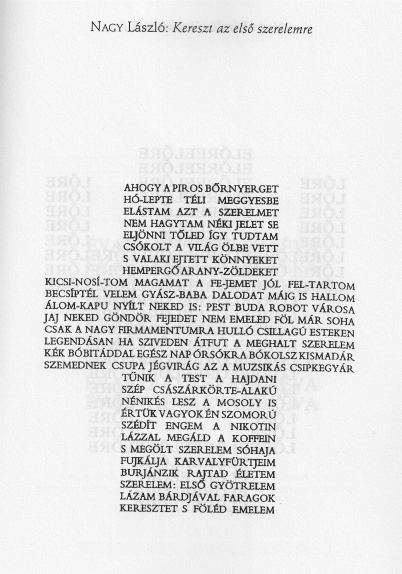 NAGY László: Kereszt az első szerelemre
AHOGY A PIROS BŐRNYERGET
HÓ-LEPTE TÉLI MEGGYESBE
ELÁSTAM AZT A SZERELMET
NEM HAGYTAM NÉKI JELET SE
ELJÖNNI TŐLED ÍGY TUDTAM
CSÓKOLT A VILÁG ÖLBE VETT
S VALAKI EJTETT KÖNNYEKET
HEMPERGŐ ARANY-ZÖLDEKET
KICSI-NOSÍ-TOM MAGAMAT A FE-JEMET JÓL FEL-TARTOM
BECSÍPTÉL VELEM GYÁSZ-BABA DALODAT MÁIG IS HALLOM
ÁLOM-KAPU NYÍLT NEKED IS: PEST BUDA ROBOT VÁROSA
JAJ NEKED GÖNDÖR FEJEDET NEM EMELED FÖL MÁR SOHA
CSAK A NAGY FIRMAMENTUMRA HULLÓ CSILLAGÚ ESTEKEN
LEGENDÁSAN HA SZIVEDEN ÁTFUT A MEGHALT SZERELEM
KÉK BÓBITÁDDAL EGÉSZ NAP ÓRSÓKRA BÓKOLSZ KISMADÁR
SZEMEDNEK CSUPA JÉGVIRÁG AZ A MUZSIKÁS CSIPKEGYÁR
TŰNIK A TEST A HAJDANI
SZÉP CSÁSZÁRKÖRTE-ALAKÚ
NÉNIKÉS LESZ A MOSOLY IS
ÉRTÜK VAGYOK ÉN SZOMORÚ
SZÉDÍT ENGEM A NIKOTIN
LÁZZAL MEGÁLD A KOFFEIN
S MEGÖLT SZERELEM SÓHAJA
FUJKÁLJA KARVALYFÜRTJEIM
BURJÁNZIK RAJTAD ÉLETEM
SZERELEM: ELSŐ GYÖTRELEM
LÁZAM BÁRDJÁVAL FARAGOK
KERESZTET S FÖLÉD EMELEM